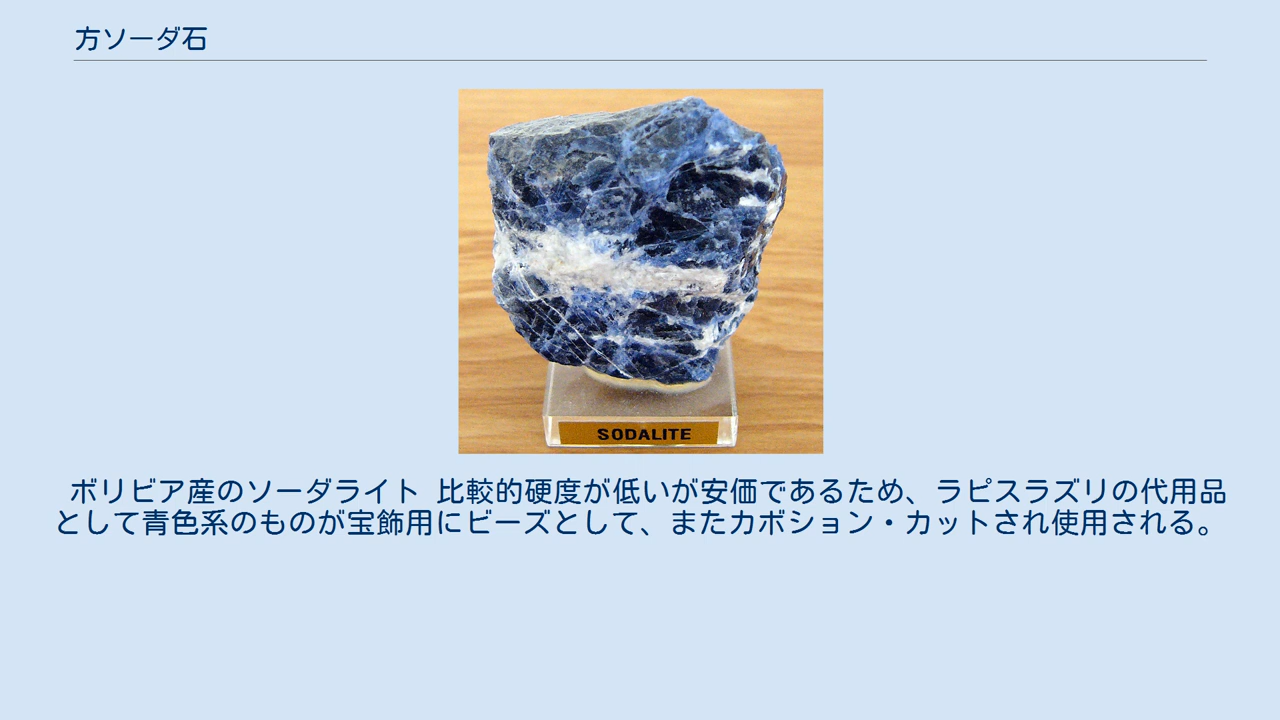 方ソーダ石
SODALITE
ボリビア産のソーダライト 比較的硬度が低いが安価であるため、ラピスラズリの代用品
として青色系のものが宝飾用にビーズとして、またカボション・カットされ使用される。